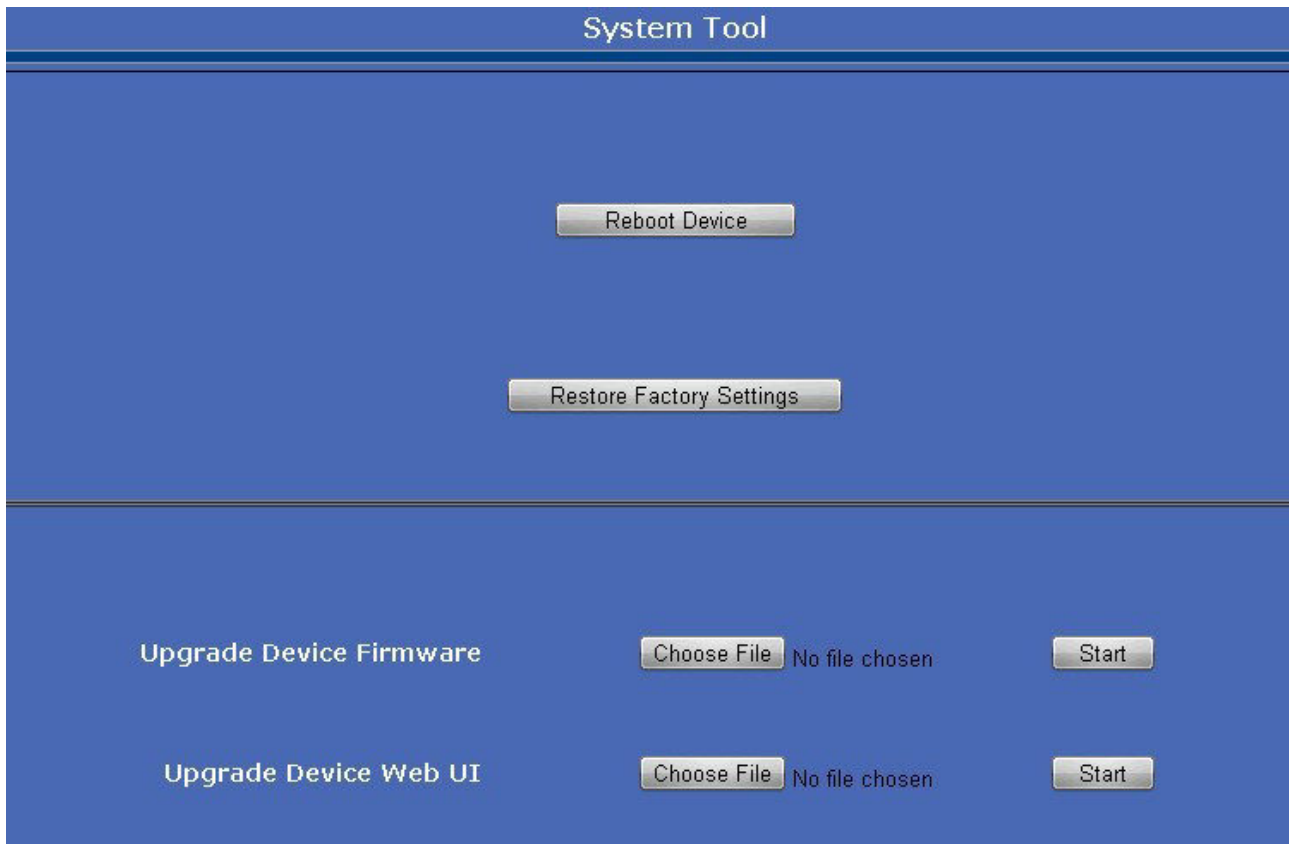 System Tool
Reboot Device
Restore Factory Settings
Upgrade Device Firmware Choose File No file chosen Start
Upgrade Device Web UI Choose File No file chosen Start